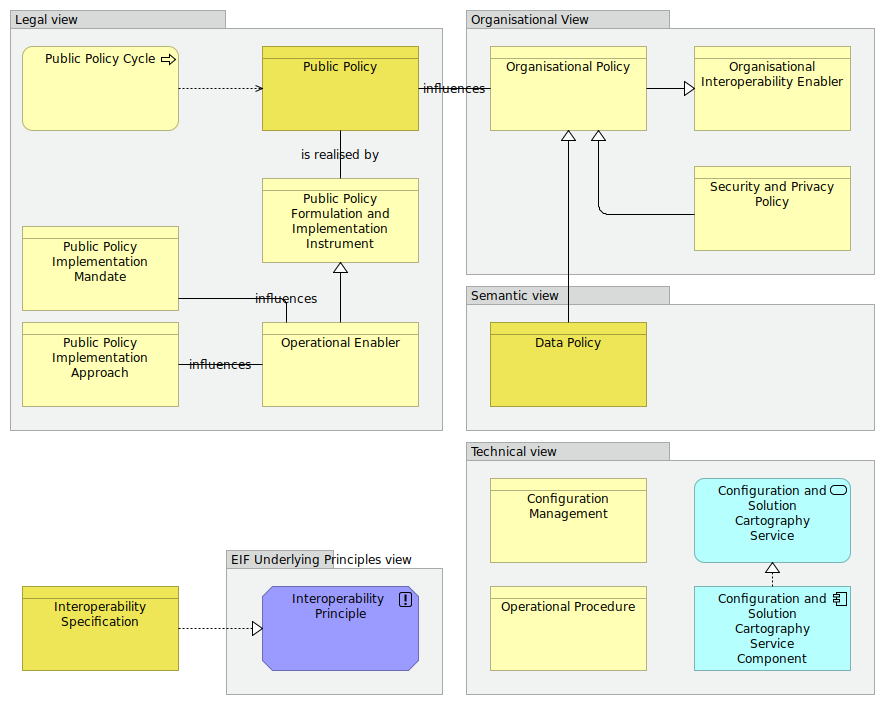 Legal view
Public Policy Cycle
Public Policy
influences
is realised by
Public Policy
Formulation and
Implementation
Instrument
Public Policy
Implementation
Mandate
influences
Public Policy
Implementation
Approach
influences
Operational Enabler
Organisational View
Organisational Policy
Organisational
Interoperability Enabler
Security and Privacy
Policy
Semantic view
Data Policy
Technical view
Configuration
Management
Configuration and
Solution
Cartography
Service
Operational Procedure
Configuration and
Solution
Cartography
Service
Component
EIF Underlying Principles view
Interoperability
Specification
Interoperability
Principle